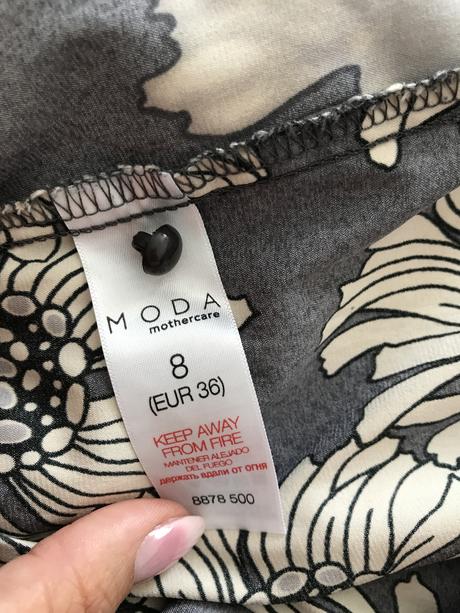 MODA
mothercare
8
(EUR 36)
KEEP AWAY
FROM FIRE
MANTENER ALEJADO
DEL FUEGO
держать вдали от огня
8878 500